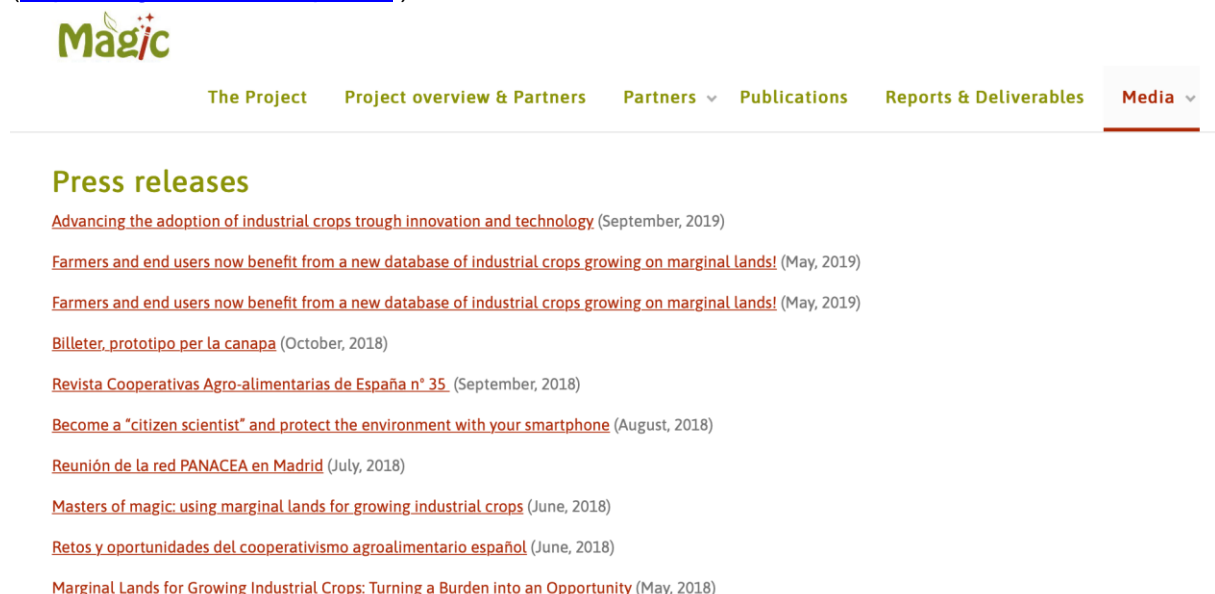 Magic
The Project Project overview & Partners Partners Publications Reports & Deliverables Media
Press releases
Advancing the adoption of industrial crops trough innovation and technology (September, 2019)
Farmers and end users now benefit from a new database of industrial crops growing on marginal lands! (May, 2019)
Farmers and end users now benefit from a new database of industrial crops growing on marginal lands! (May, 2019)
Billeter, prototipo per la canapa (October, 2018)
Revista Cooperativas Agro-alimentarias de España nº 35 (September, 2018)
Become a “citizen scientist” and protect the environment with your smartphone (August, 2018)
Reunión de la red PANACEA en Madrid (July, 2018)
Masters of magic: using marginal lands for growing industrial crops (June, 2018)
Retos y oportunidades del cooperativismo agroalimentario español (June, 2018)
Marginal Lands for Growing Industrial Crops: Turning a Burden into an Opportunity (May, 2018)